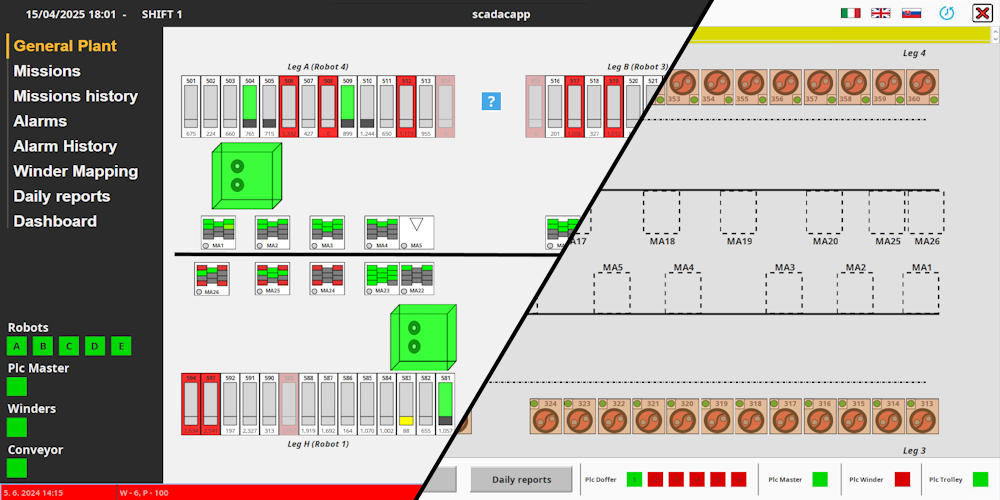 15/04/2025 18:01 - SHIFT 1 scadacapp
General Plant
Missions
Missions history
Alarms
Alarm History
Winder Mapping
Daily reports
Dashboard
Robots
A B C D E
Plc Master
Winders
Conveyor
5. 6. 2024 14:15 W - 6, P - 100
Leg A (Robot 4)
501 502 503 504 505 506 507 508 509 510 511 512 513
675 224 660 765 715 427 899 1,244 650 955
?
Leg B (Robot 3)
516 517 518 519 520 521
201 327
MA1 MA2 MA3 MA4 MA5
MA26 MA25 MA24 MA23 MA22
594 593 592 591 590 588 587 586 585 584 583 582 581
197 2,327 313 1,919 1,692 164 1,070 1,002 88 655
Leg H (Robot 1)
Leg 4
353 354 355 356 357 358 359 360
MA18 MA19 MA20 MA25 MA26
MA5 MA4 MA3 MA2 MA1
324 323 322 321 320 319 318 317 316 315 314 313
Leg 3
Daily reports Plc Doffer Plc Master Plc Winder Plc Trolley